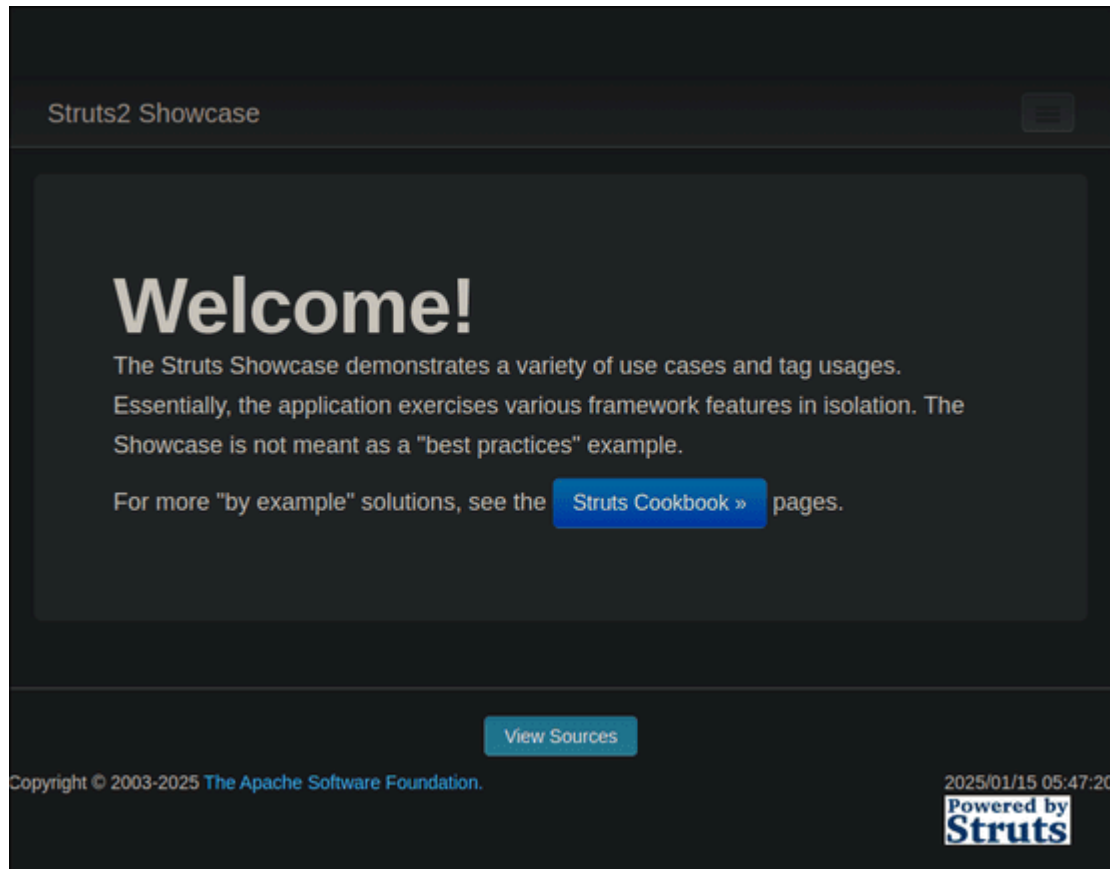 Struts2 Showcase
Welcome!
The Struts Showcase demonstrates a variety of use cases and tag usages.
Essentially, the application exercises various framework features in isolation. The
Showcase is not meant as a "best practices" example.
For more "by example" solutions, see the Struts Cookbook » pages.
View Sources
Copyright © 2003-2025 The Apache Software Foundation.
2025/01/15 05:47:20
Powered by
Struts